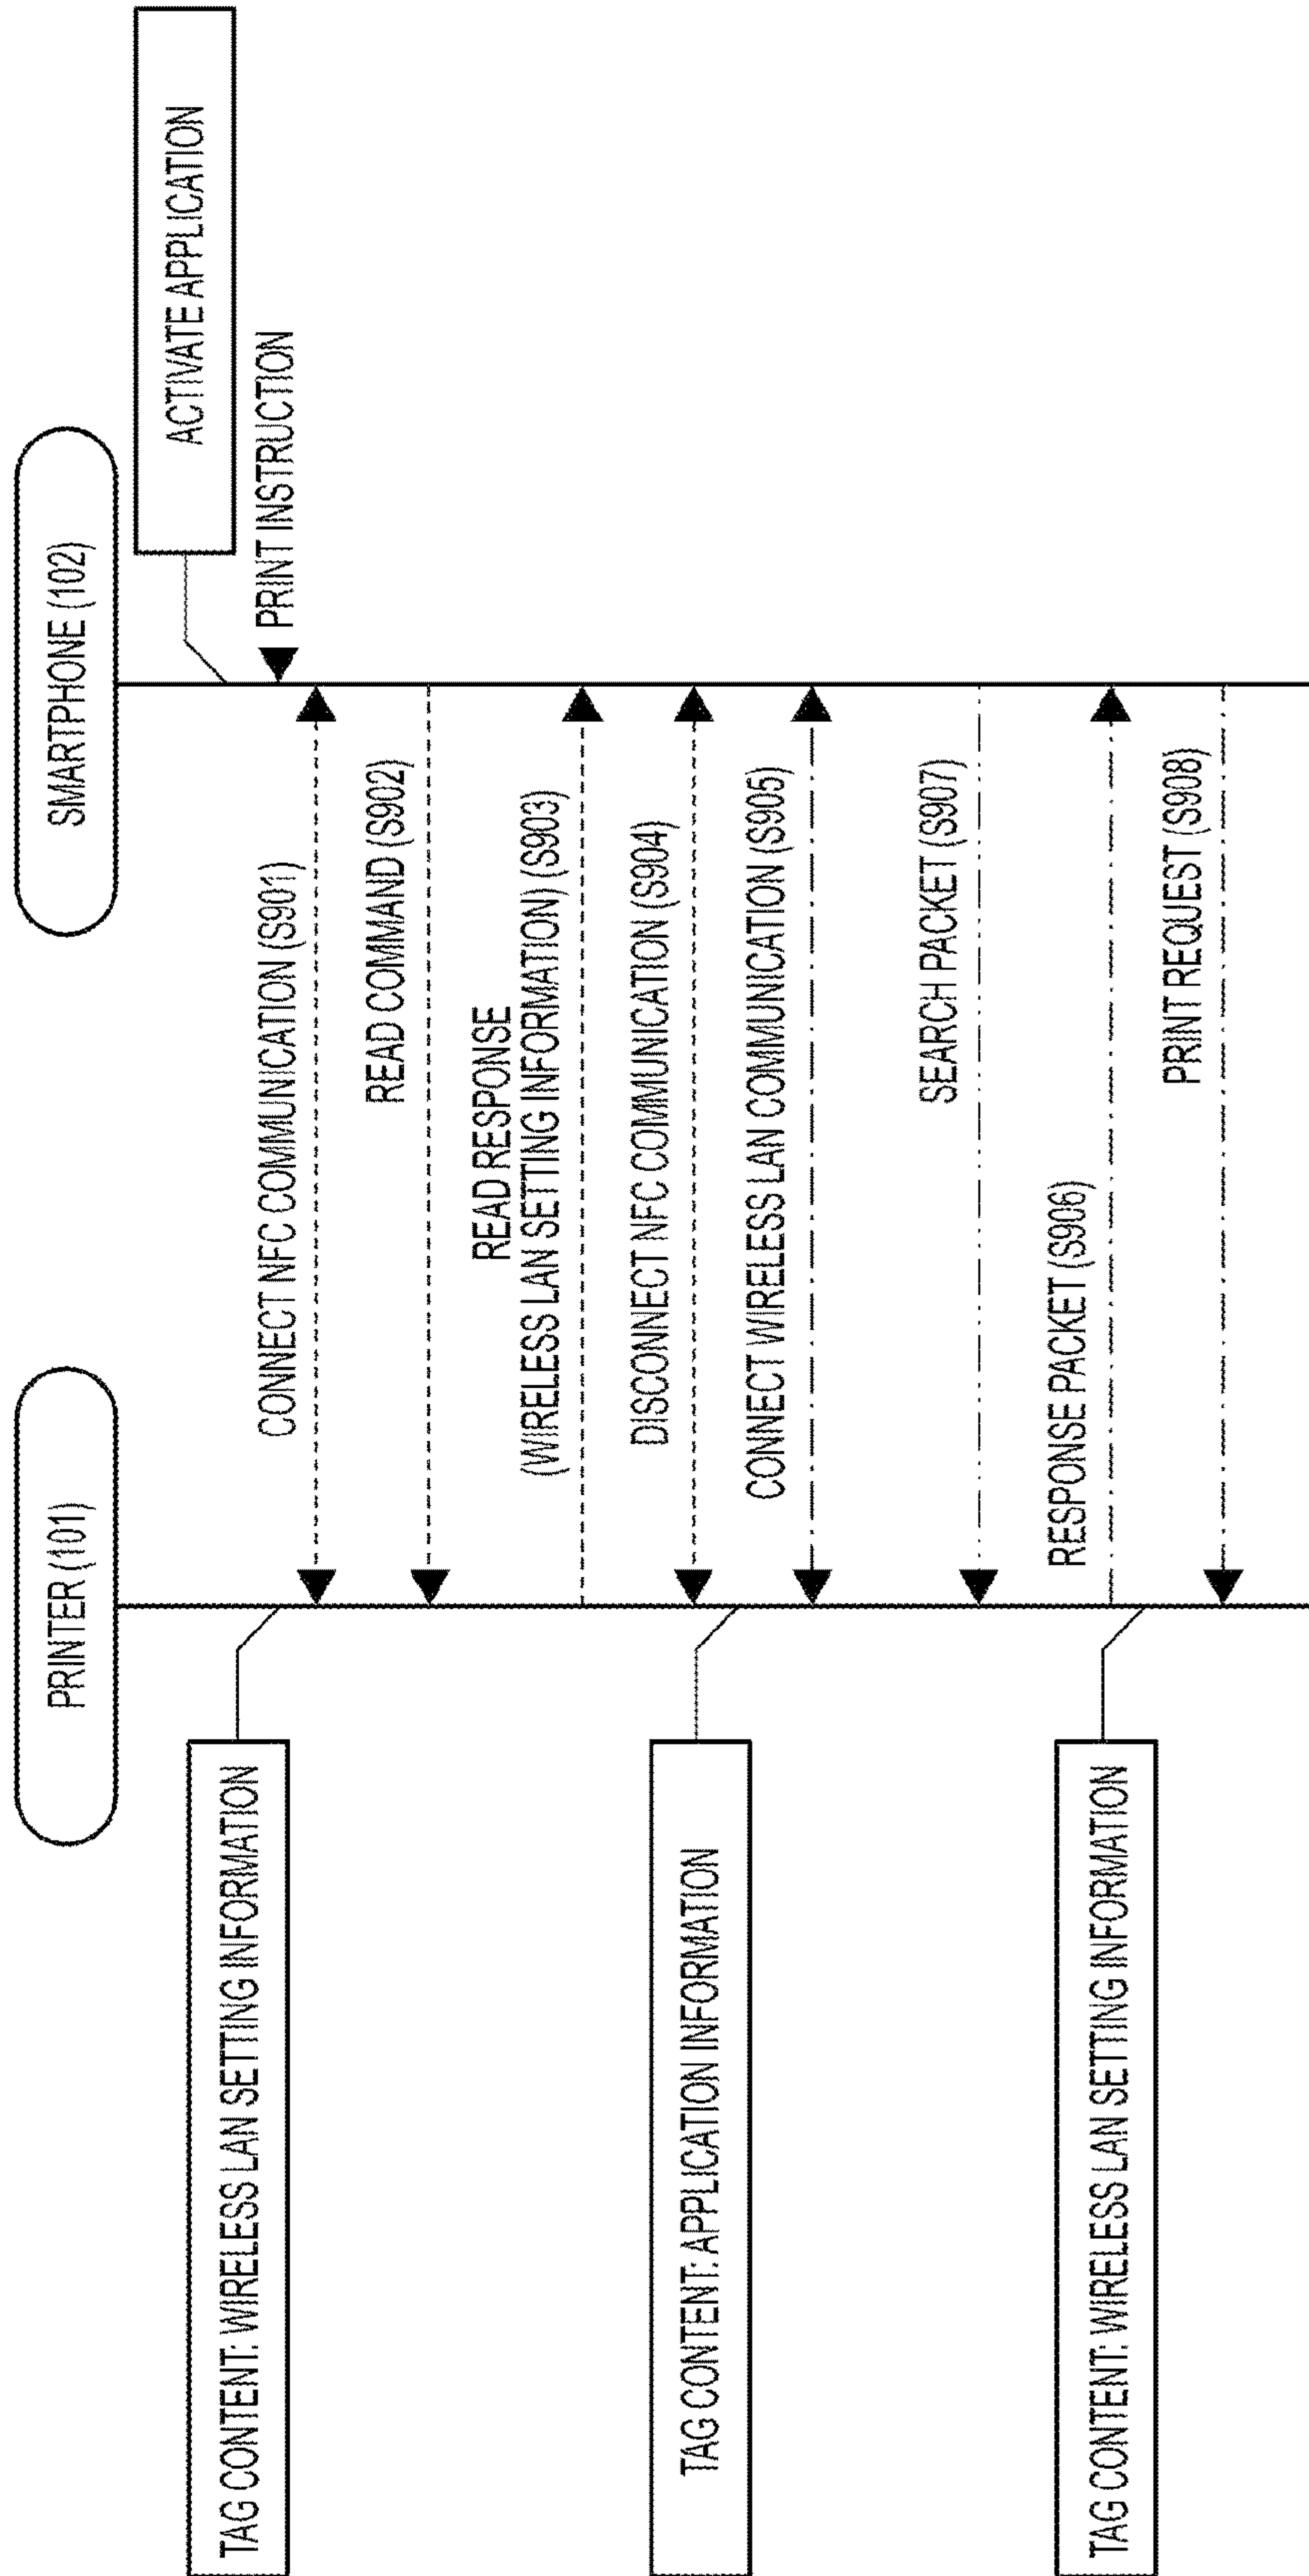 PRINTER (101)
SMARTPHONE (102)
ACTIVATE APPLICATION
TAG CONTENT: WIRELESS LAN SETTING INFORMATION
PRINT INSTRUCTION
CONNECT NFC COMMUNICATION (S901)
READ COMMAND (S902)
READ RESPONSE
(WIRELESS LAN SETTING INFORMATION) (S903)
DISCONNECT NFC COMMUNICATION (S904)
TAG CONTENT: APPLICATION INFORMATION
CONNECT WIRELESS LAN COMMUNICATION (S905)
SEARCH PACKET (S907)
RESPONSE PACKET (S906)
TAG CONTENT: WIRELESS LAN SETTING INFORMATION
PRINT REQUEST (S908)